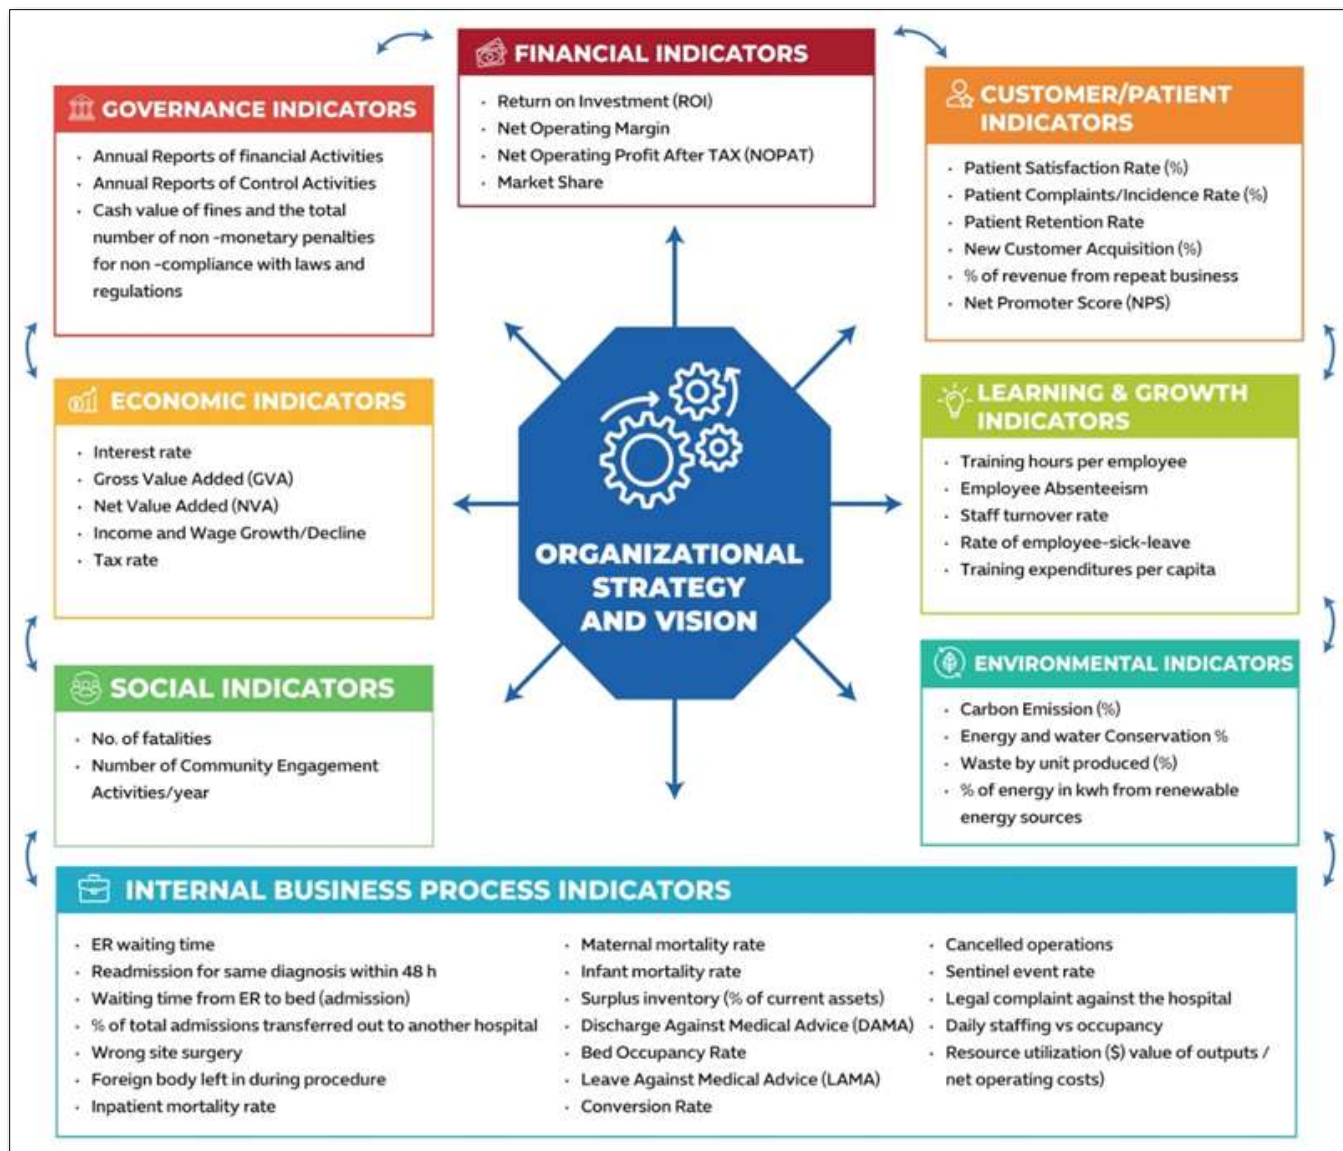 FINANCIAL INDICATORS
· Return on Investment (ROI)
· Net Operating Margin
· Net Operating Profit After TAX (NOPAT)
· Market Share
GOVERNANCE INDICATORS
· Annual Reports of financial Activities
· Annual Reports of Control Activities
· Cash value of fines and the total
number of non -monetary penalties
for non -compliance with laws and
regulations
CUSTOMER/PATIENT
INDICATORS
· Patient Satisfaction Rate (%)
· Patient Complaints/Incidence Rate (%)
· Patient Retention Rate
· New Customer Acquisition (%)
· % of revenue from repeat business
· Net Promoter Score (NPS)
ECONOMIC INDICATORS
· Interest rate
· Gross Value Added (GVA)
· Net Value Added (NVA)
· Income and Wage Growth/Decline
· Tax rate
ORGANIZATIONAL
STRATEGY
AND VISION
LEARNING & GROWTH
INDICATORS
· Training hours per employee
· Employee Absenteeism
· Staff turnover rate
· Rate of employee-sick-leave
· Training expenditures per capita
SOCIAL INDICATORS
· No. of fatalities
· Number of Community Engagement
Activities/year
ENVIRONMENTAL INDICATORS
· Carbon Emission (%)
· Energy and water Conservation %
· Waste by unit produced (%)
· % of energy in kwh from renewable
energy sources
INTERNAL BUSINESS PROCESS INDICATORS
· ER waiting time
· Readmission for same diagnosis within 48 h
· Waiting time from ER to bed (admission)
· % of total admissions transferred out to another hospital
· Wrong site surgery
· Foreign body left in during procedure
· Inpatient mortality rate
· Maternal mortality rate
· Infant mortality rate
· Surplus inventory (% of current assets)
· Discharge Against Medical Advice (DAMA)
· Bed Occupancy Rate
· Leave Against Medical Advice (LAMA)
· Conversion Rate
· Cancelled operations
· Sentinel event rate
· Legal complaint against the hospital
· Daily staffing vs occupancy
· Resource utilization ($) value of outputs /
net operating costs)